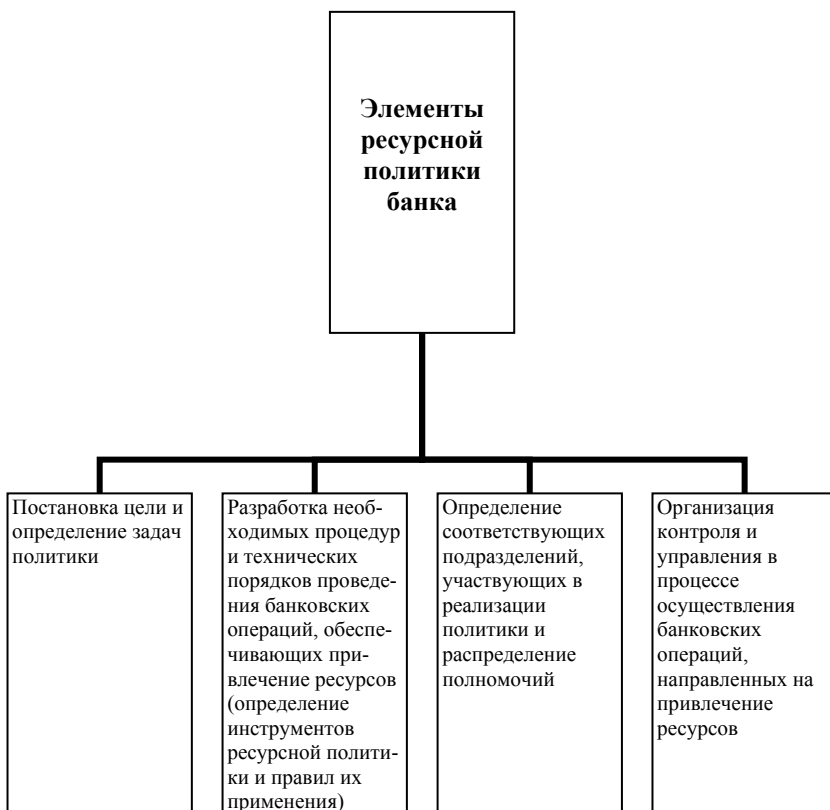 Элементы
ресурсной
политики
банка
Постановка цели и
определение задач
политики
Разработка необ-
ходимых процедур
и технических
порядков проведе-
ния банковских
операций, обеспе-
чивающих при-
влечение ресурсов
(определение
инструментов
ресурсной полити-
ки и правил их
применения)
Определение
соответствующих
подразделений,
участвующих в
реализации
политики и
распределение
полномочий
Организация
контроля и
управления в
процессе
осуществления
банковских
операций,
направленных на
привлечение
ресурсов